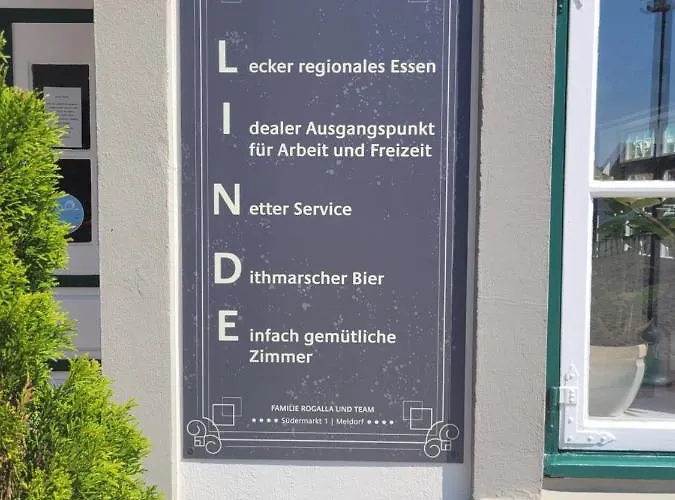 Lecker regionales Essen
Idealer Ausgangspunkt
für Arbeit und Freizeit
Netter Service
Dithmarscher Bier
Einfach gemütliche
Zimmer
FAMILIE ROGALLA UND TEAM
•••• Südermarkt 1 | Meldorf ••••